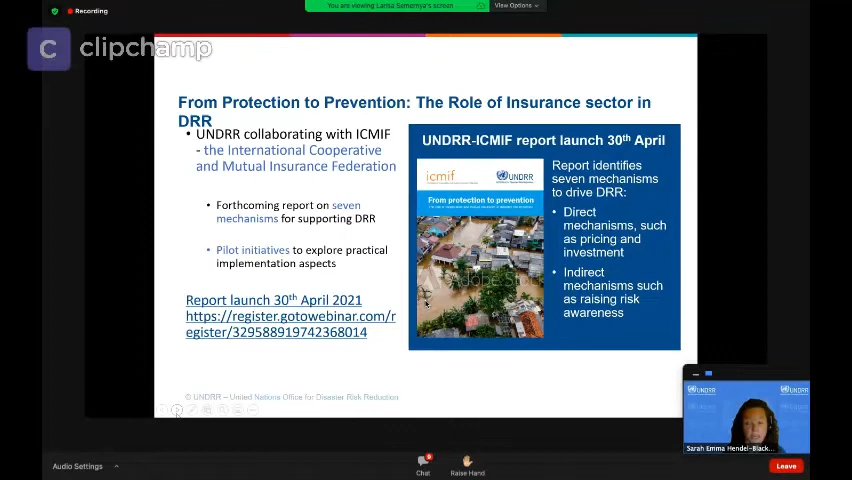 Recording
You are viewing Larisa Samarnya's screen
View Options
C clipchamp
From Protection to Prevention: The Role of Insurance sector in
DRR
• UNDRR collaborating with ICMIF
- the International Cooperative
and Mutual Insurance Federation
• Forthcoming report on seven
mechanisms for supporting DRR
• Pilot initiatives to explore practical
implementation aspects
Report launch 30th April 2021
https://register.gotowebinar.com/r
egister/329588919742368014
UNDRR-ICMIF report launch 30th April
icmif
UNDRR
From protection to prevention
Adobe Stock
Report identifies
seven mechanisms
to drive DRR:
• Direct
mechanisms, such
as pricing and
investment
• Indirect
mechanisms such
as raising risk
awareness
© UNDRR – United Nations Office for Disaster Risk Reduction
UNDRR
UNDRR
Sarah Emma Hendel-Black...
Audio Settings
Chat
Raise Hand
Leave